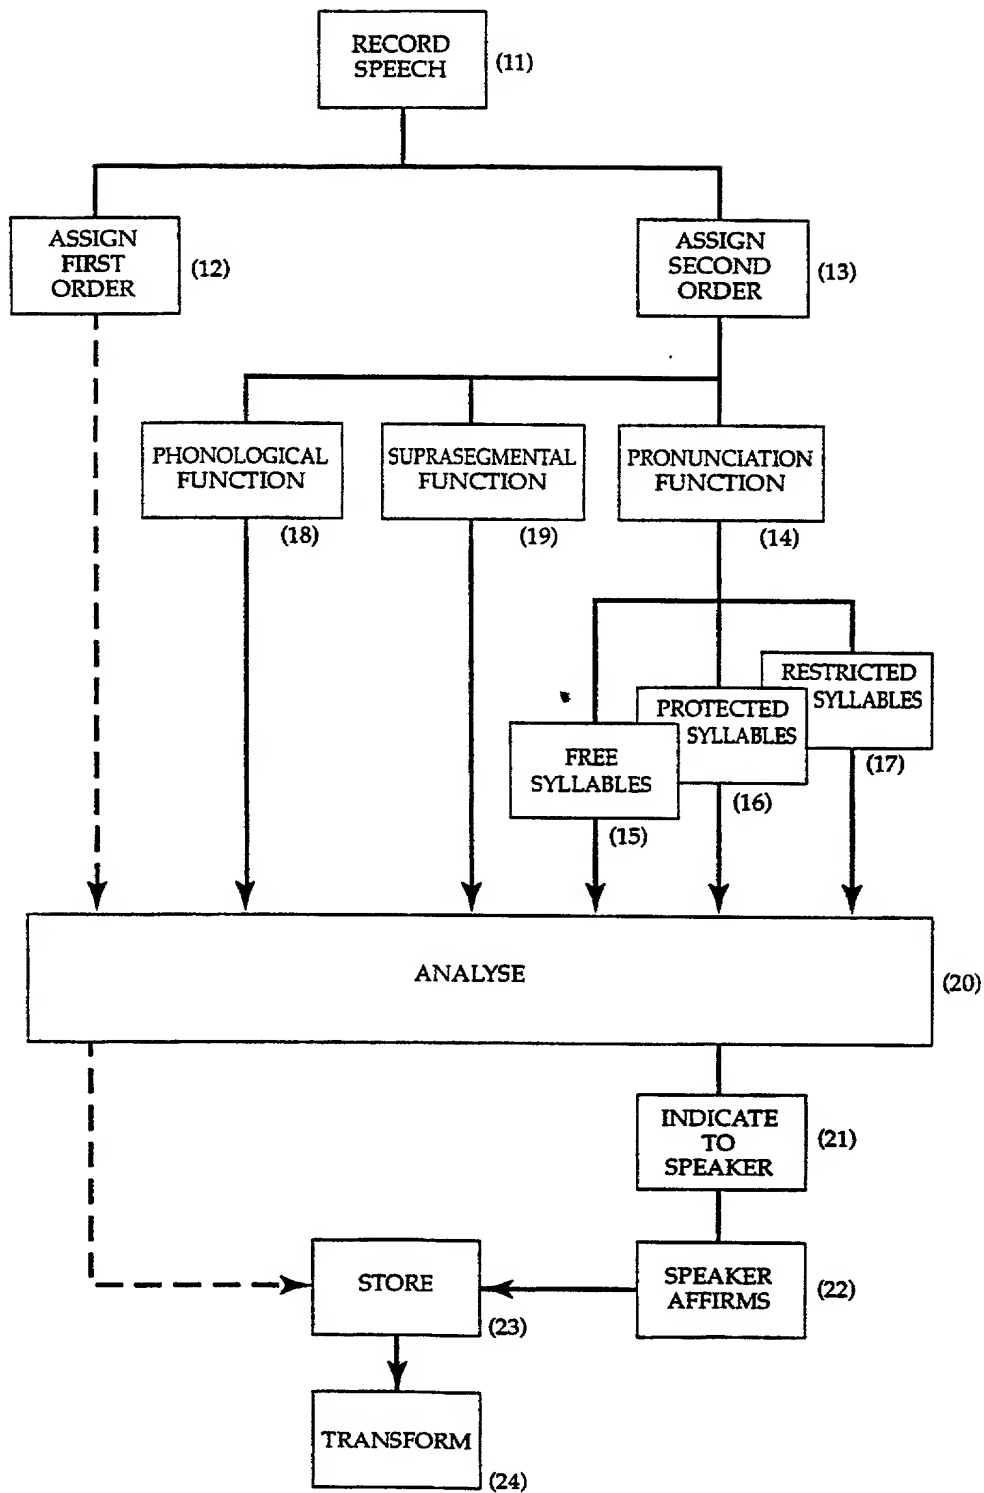 RECORD
SPEECH
(11)
ASSIGN
FIRST
ORDER
(12)
ASSIGN
SECOND
ORDER
(13)
PHONOLOGICAL
FUNCTION
(18)
SUPRASEGMENTAL
FUNCTION
(19)
PRONUNCIATION
FUNCTION
(14)
FREE
SYLLABLES
(15)
PROTECTED
SYLLABLES
(16)
RESTRICTED
SYLLABLES
(17)
ANALYSE
(20)
INDICATE
TO
SPEAKER
(21)
SPEAKER
AFFIRMS
(22)
STORE
(23)
TRANSFORM
(24)